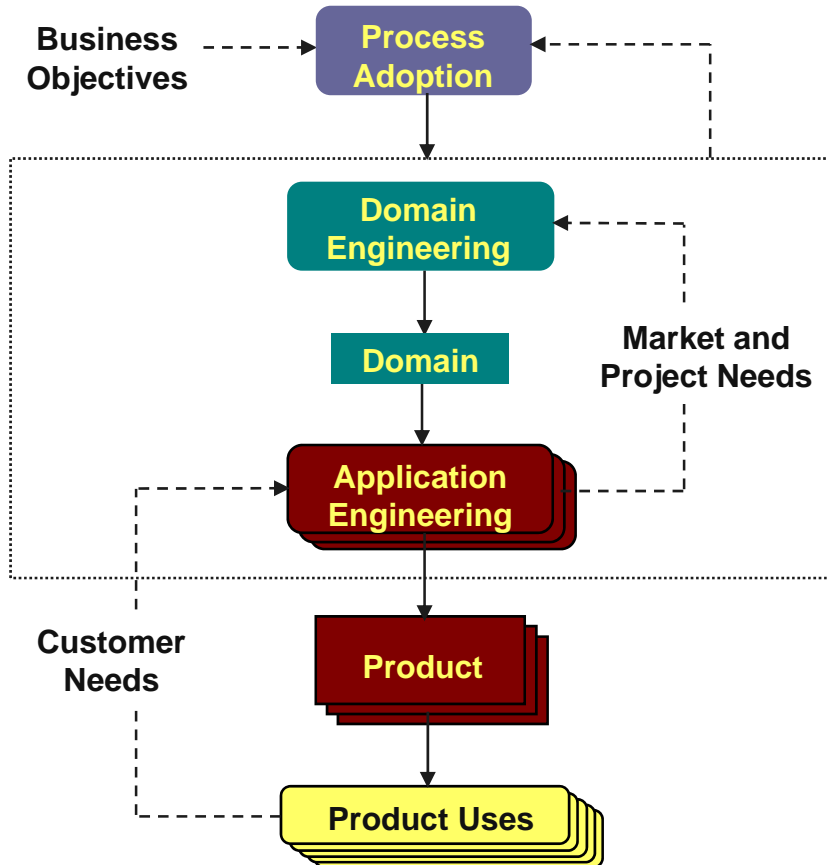 Business
Objectives
Process
Adoption
Domain
Engineering
Domain
Market and
Project Needs
Application
Engineering
Customer
Needs
Product
Product Uses